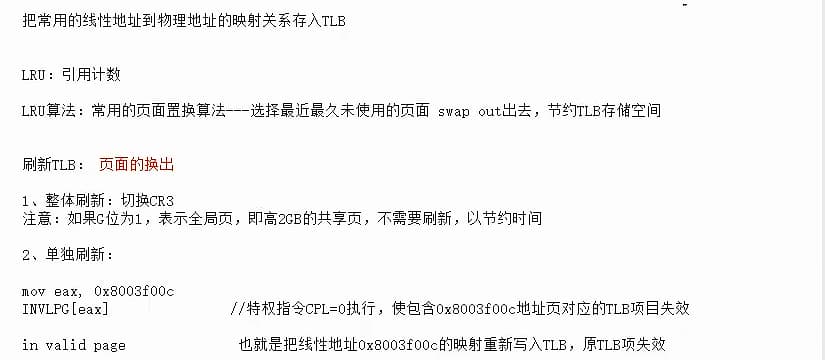 把常用的线性地址到物理地址的映射关系存入TLB
LRU：引用计数
LRU算法：常用的页面置换算法---选择最近最久未使用的页面 swap out出去，节约TLB存储空间
刷新TLB： 页面的换出
1、整体刷新：切换CR3
注意：如果G位为1，表示全局页，即高2GB的共享页，不需要刷新，以节约时间
2、单独刷新：
mov eax, 0x8003f00c
INVLPG[eax] //特权指令CPL=0执行，使包含0x8003f00c地址页对应的TLB项目失效
in valid page 也就是把线性地址0x8003f00c的映射重新写入TLB，原TLB项失效